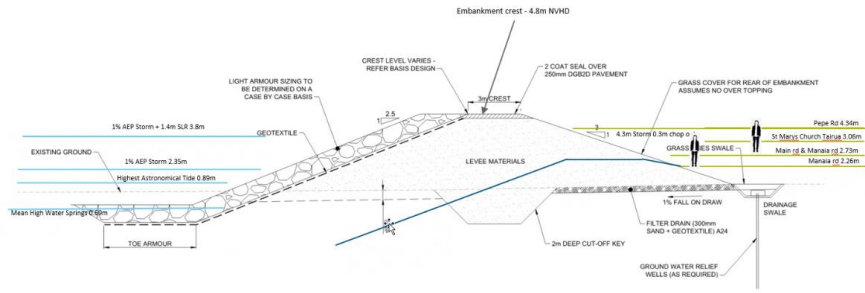 Embankment crest - 4.8m NVHD
CREST LEVEL VARIES -
REFER BASIS DESIGN
2 COAT SEAL OVER
250mm DGB2D PAVEMENT
LIGHT ARMOUR SIZING TO
BE DETERMINED ON A
CASE BY CASE BASIS
GRASS COVER FOR REAR OF EMBANKMENT
ASSUMES NO OVER TOPPING
3m CREST
2.5
1
1% AEP Storm + 1.4m SLR 3.8m
GEOTEXTILE
3
1
4.3m Storm 0.3m chop o
Pepe Rd 4.34m
St Marys Church Tairua 3.06m
EXISTING GROUND
1% AEP Storm 2.35m
LEVEE MATERIALS
Main rd & Manaia rd 2.73m
Manaia rd 2.26m
Highest Astronomical Tide 0.89m
Mean High Water Springs 0.69m
1% FALL ON DRAW
DRAINAGE
SWALE
TOE ARMOUR
2m DEEP CUT-OFF KEY
FILTER DRAIN (300mm
SAND + GEOTEXTILE) A24
GROUND WATER RELIEF
WELLS (AS REQUIRED)